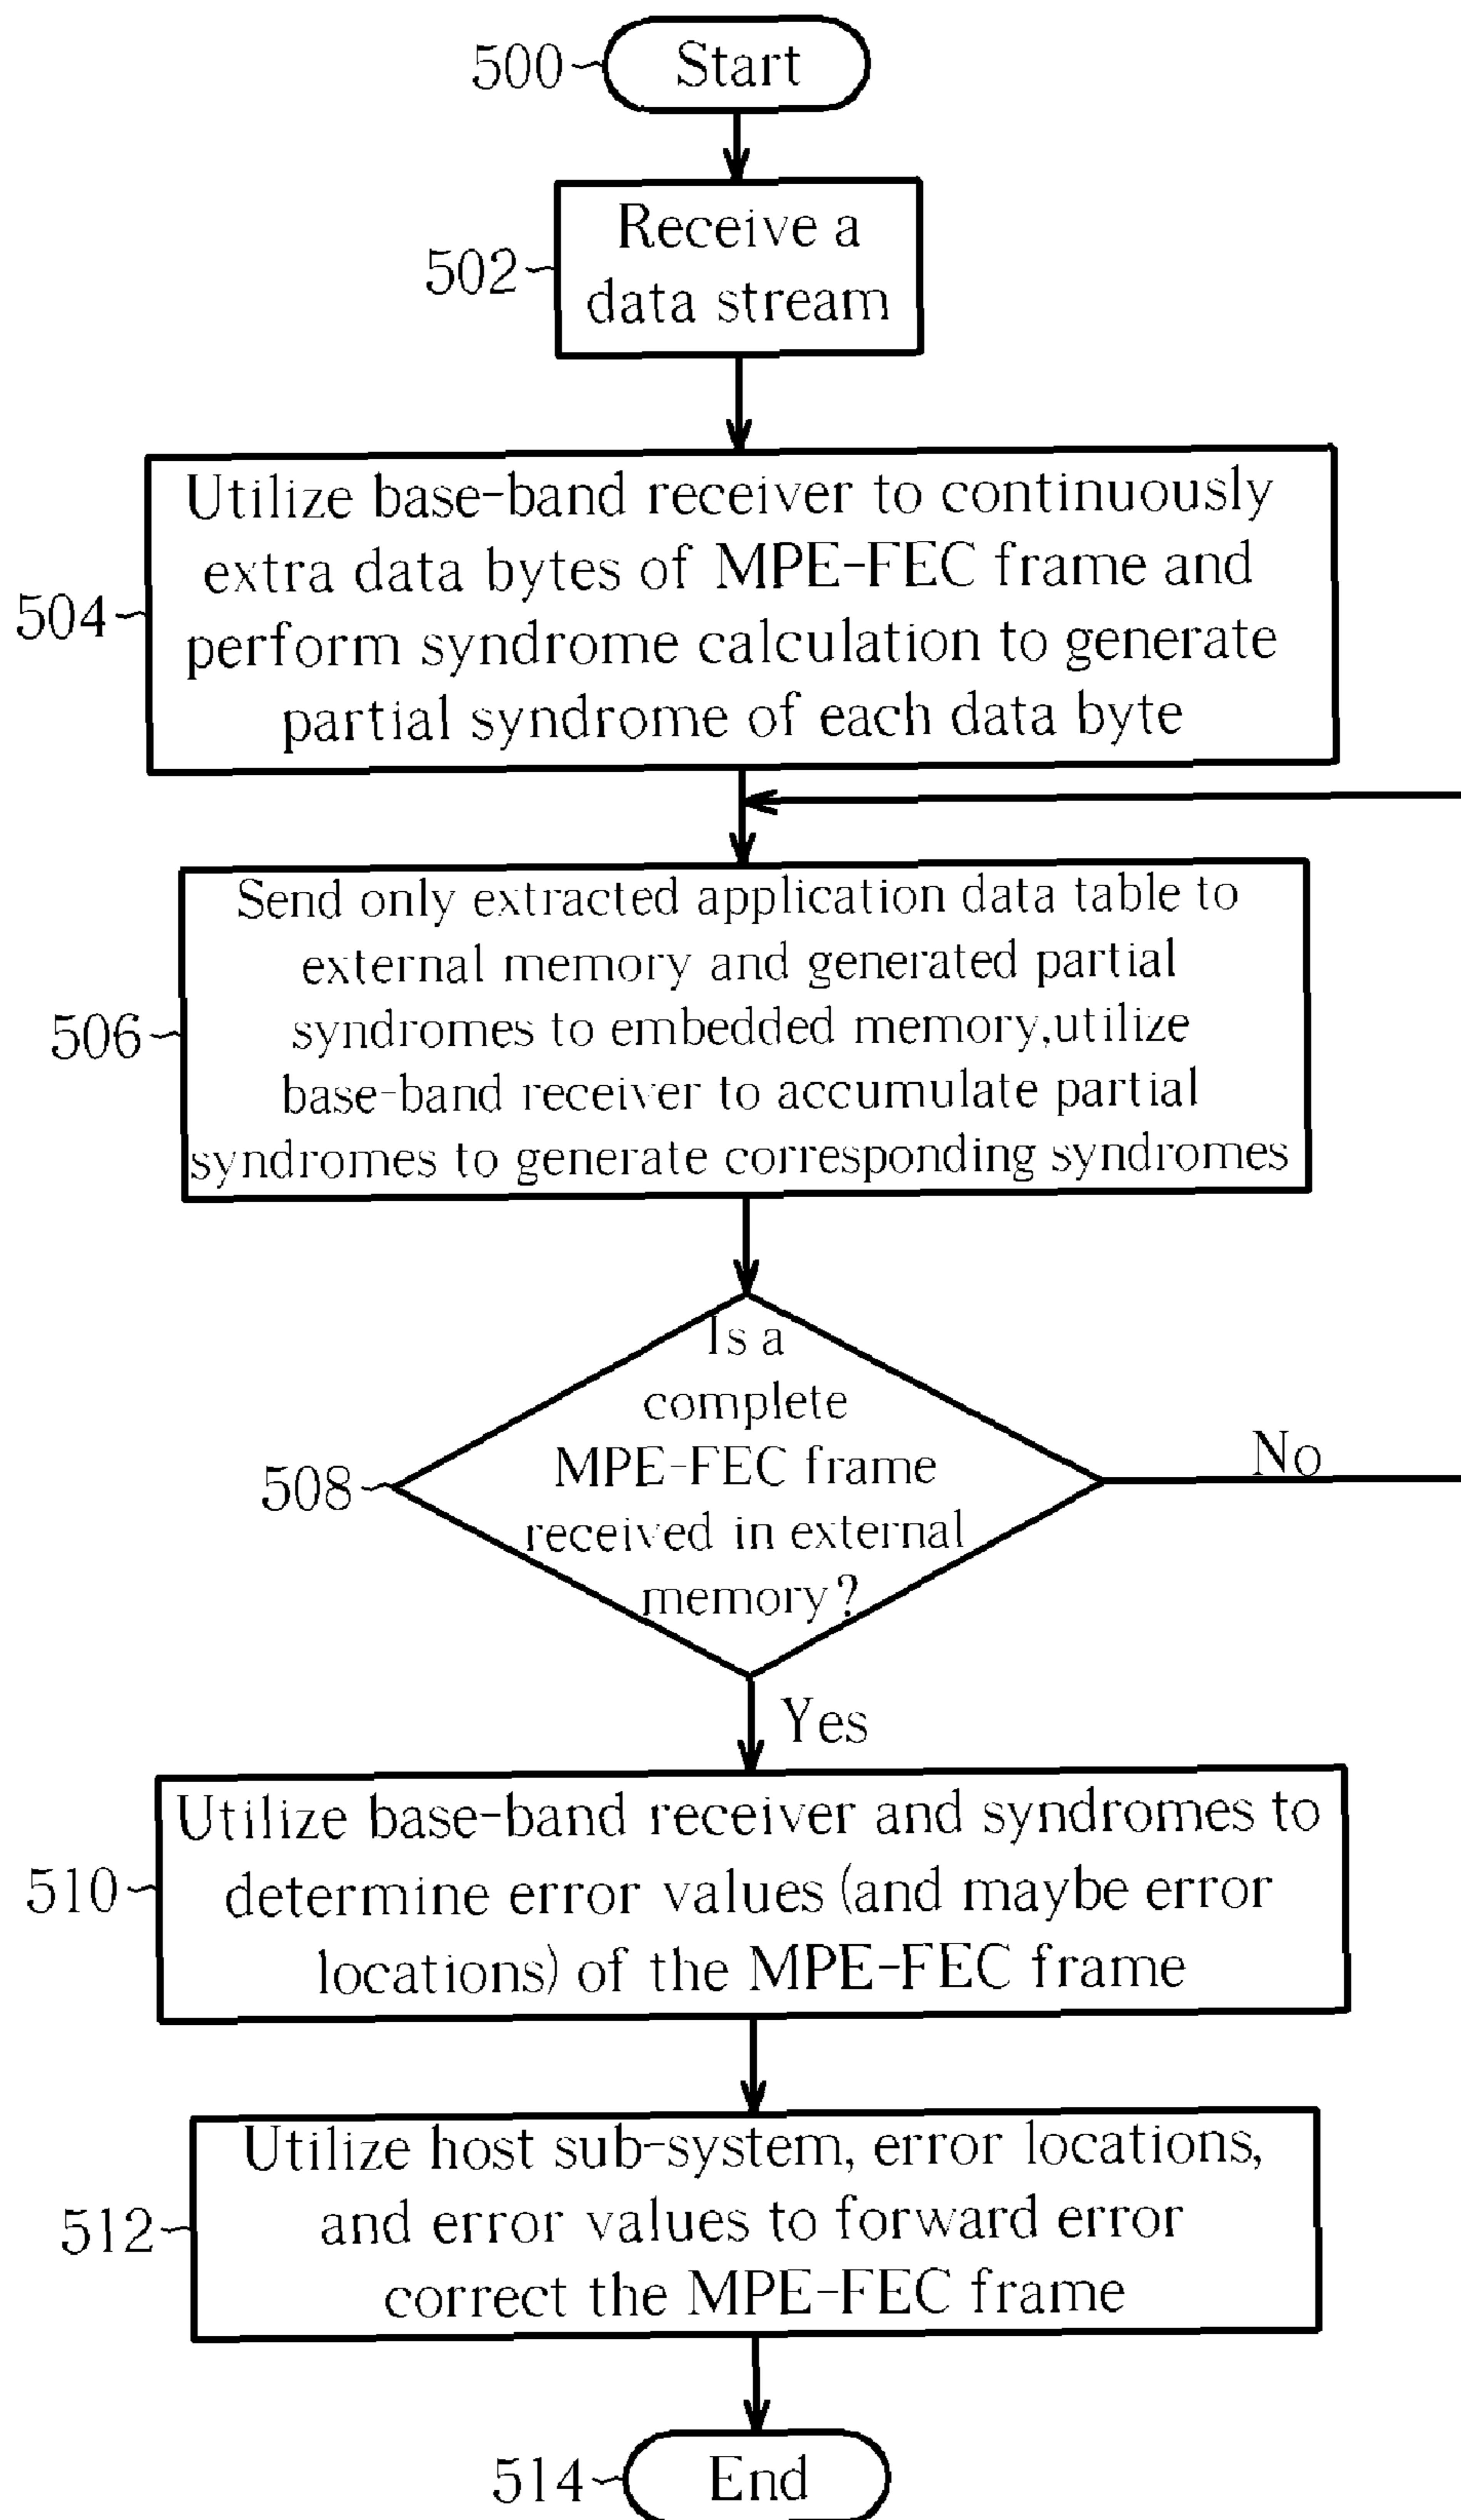 500
Start
502
Receive a
data stream
504
Utilize base-band receiver to continuously
extra data bytes of MPE-FEC frame and
perform syndrome calculation to generate
partial syndrome of each data byte
506
Send only extracted application data table to
external memory and generated partial
syndromes to embedded memory,utilize
base-band receiver to accumulate partial
syndromes to generate corresponding syndromes
508
Is a
complete
MPE-FEC frame
received in external
memory?
No
Yes
510
Utilize base-band receiver and syndromes to
determine error values (and maybe error
locations) of the MPE-FEC frame
512
Utilize host sub-system, error locations,
and error values to forward error
correct the MPE-FEC frame
514
End